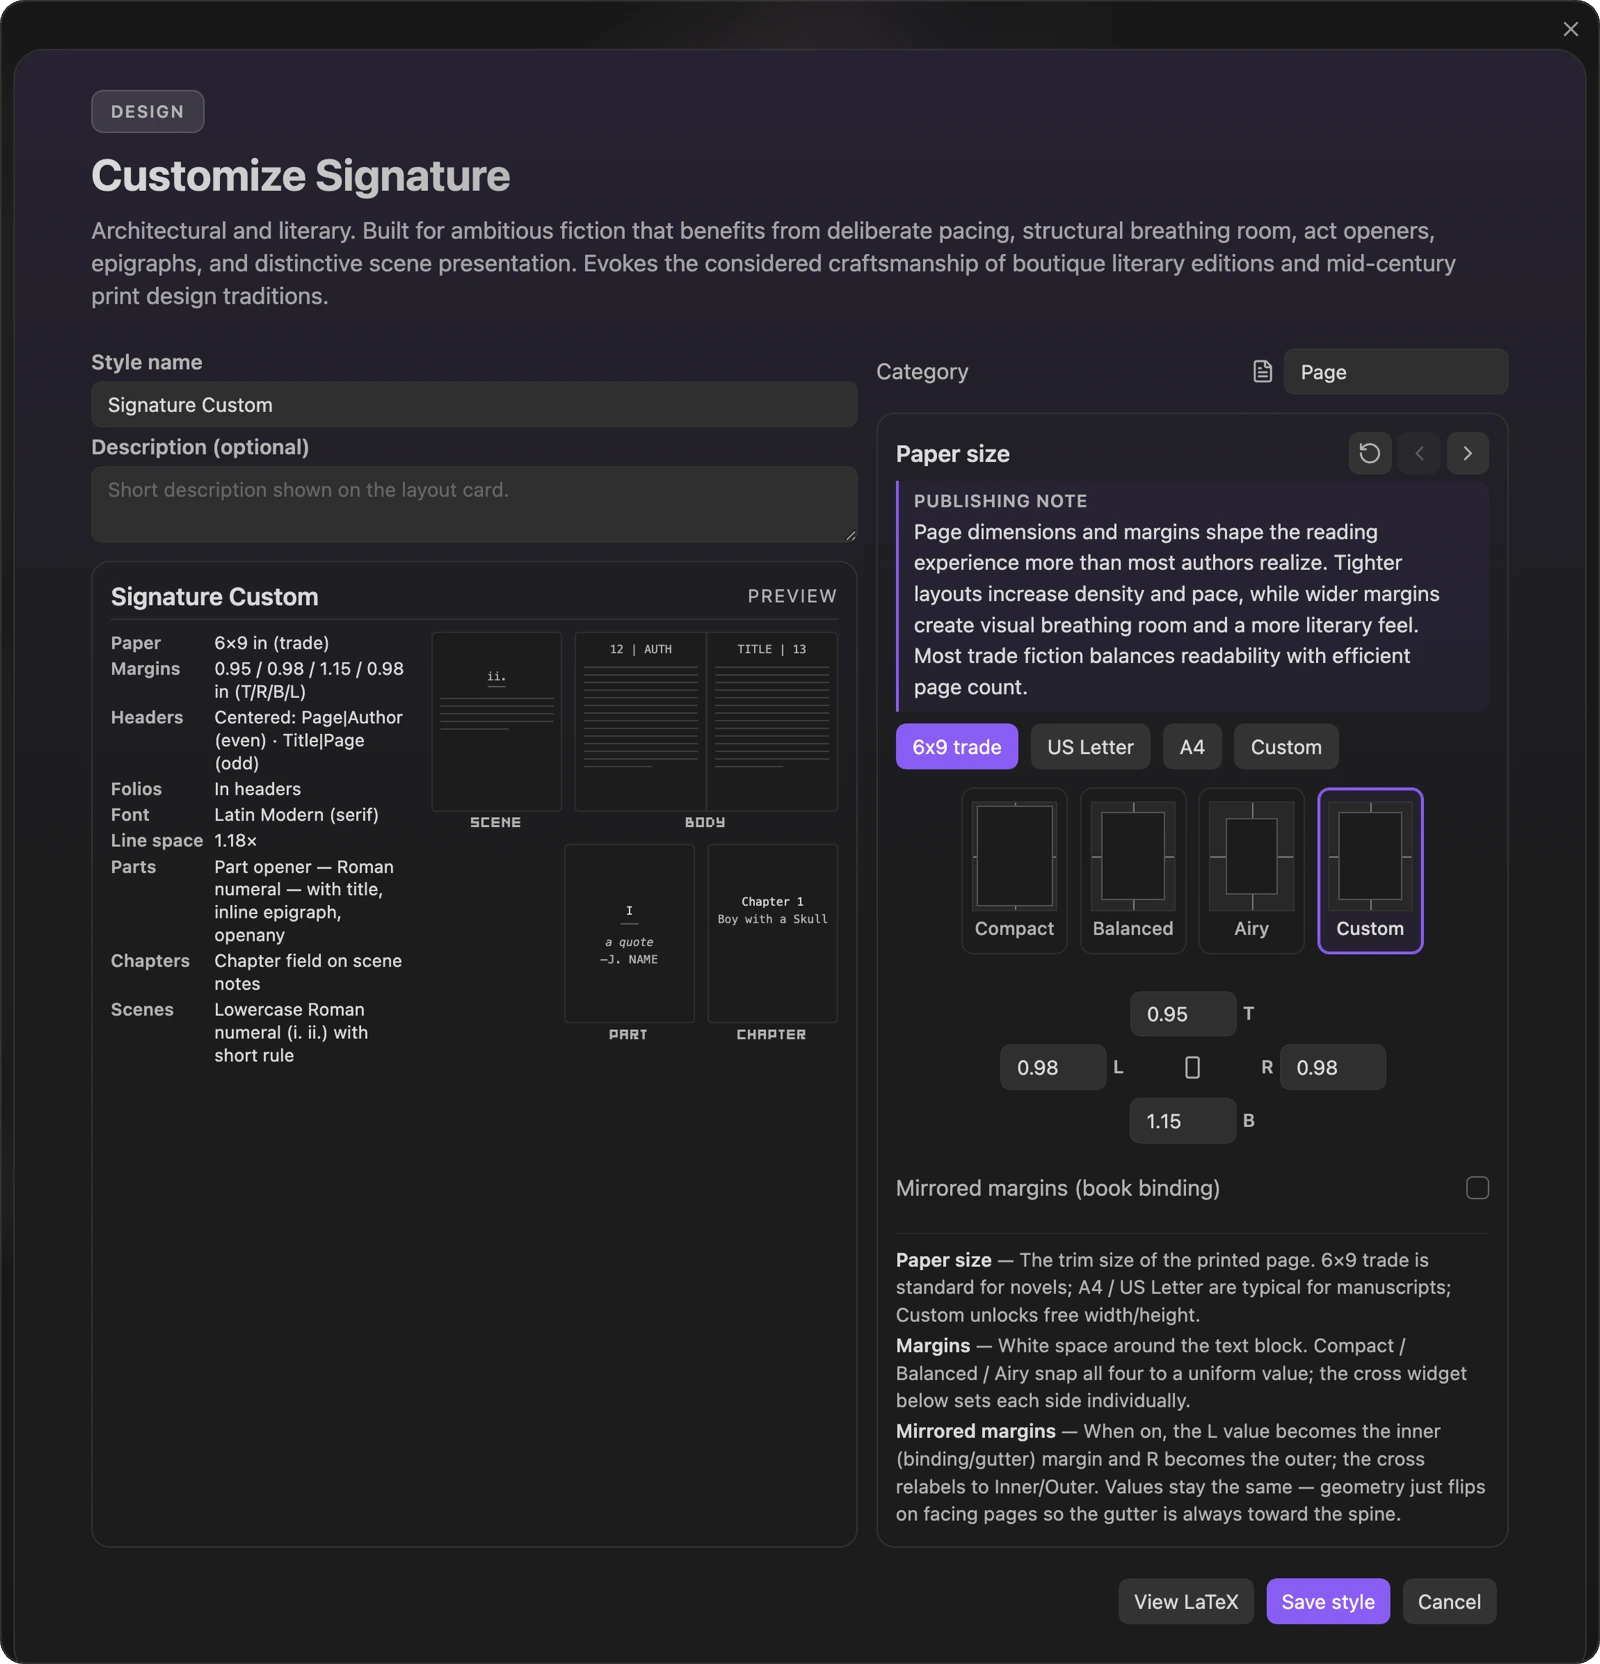 DESIGN
Customize Signature
Architectural and literary. Built for ambitious fiction that benefits from deliberate pacing, structural breathing room, act openers,
epigraphs, and distinctive scene presentation. Evokes the considered craftsmanship of boutique literary editions and mid-century
print design traditions.
Style name
Signature Custom
Description (optional)
Short description shown on the layout card.
Signature Custom
PREVIEW
Paper
6×9 in (trade)
Margins
0.95 / 0.98 / 1.15 / 0.98
in (T/R/B/L)
Headers
Centered: Page|Author
(even) · Title|Page
(odd)
Folios
In headers
Font
Latin Modern (serif)
Line space
1.18×
Parts
Part opener — Roman
numeral — with title,
inline epigraph,
openany
Chapters
Chapter field on scene
notes
Scenes
Lowercase Roman
numeral (i. ii.) with
short rule
ii.
SCENE
12 | AUTH
TITLE | 13
BODY
I
a quote
—J. NAME
PART
Chapter 1
Boy with a Skull
CHAPTER
Category
Page
Paper size
PUBLISHING NOTE
Page dimensions and margins shape the reading
experience more than most authors realize. Tighter
layouts increase density and pace, while wider margins
create visual breathing room and a more literary feel.
Most trade fiction balances readability with efficient
page count.
6x9 trade
US Letter
A4
Custom
Compact
Balanced
Airy
Custom
0.95 T
0.98 L
R 0.98
1.15 B
Mirrored margins (book binding)
Paper size — The trim size of the printed page. 6×9 trade is
standard for novels; A4 / US Letter are typical for manuscripts;
Custom unlocks free width/height.
Margins — White space around the text block. Compact /
Balanced / Airy snap all four to a uniform value; the cross widget
below sets each side individually.
Mirrored margins — When on, the L value becomes the inner
(binding/gutter) margin and R becomes the outer; the cross
relabels to Inner/Outer. Values stay the same — geometry just flips
on facing pages so the gutter is always toward the spine.
View LaTeX
Save style
Cancel